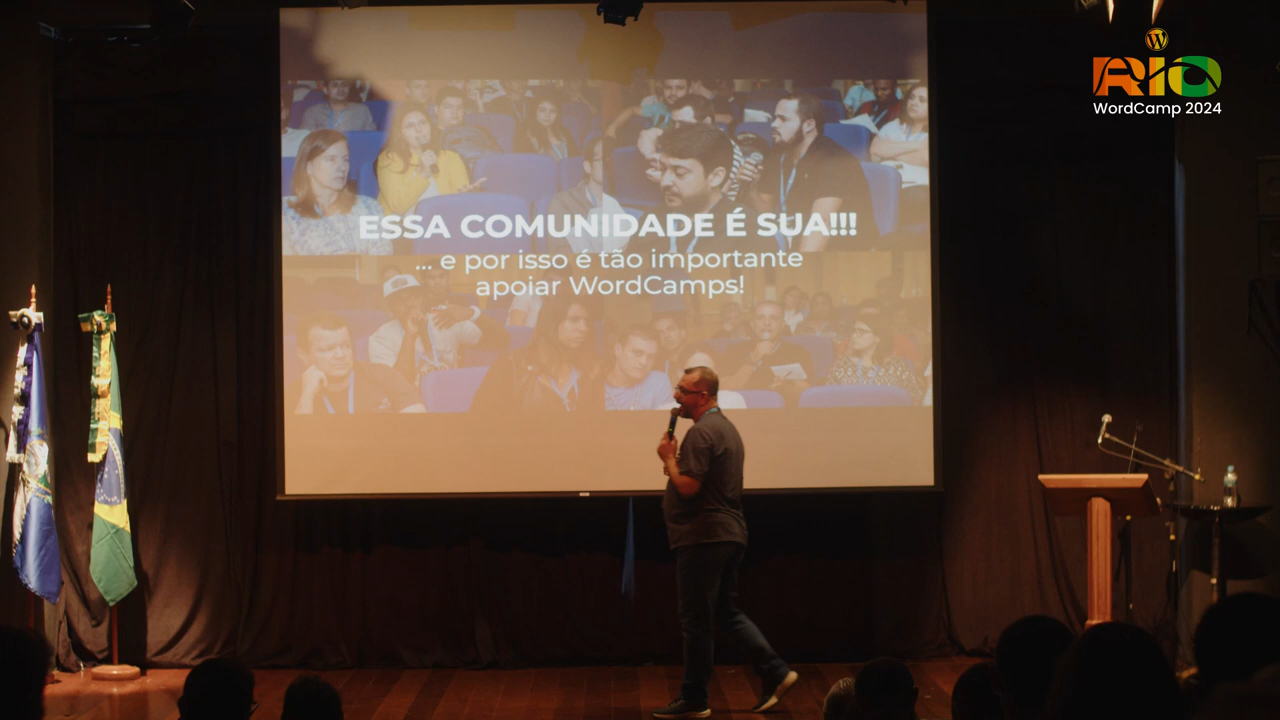 ESSA COMUNIDADE É SUA!!!
... e por isso é tão importante
apoiar WordCamps!
W
RIO
WordCamp 2024